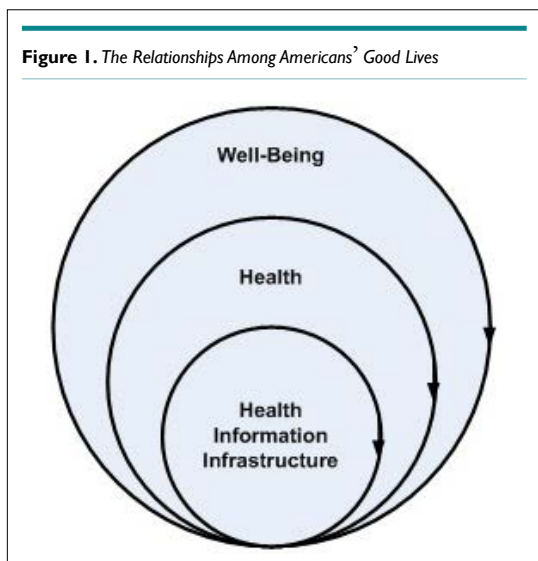 Figure 1. The Relationships Among Americans’ Good Lives
Well-Being
Health
Health
Information
Infrastructure